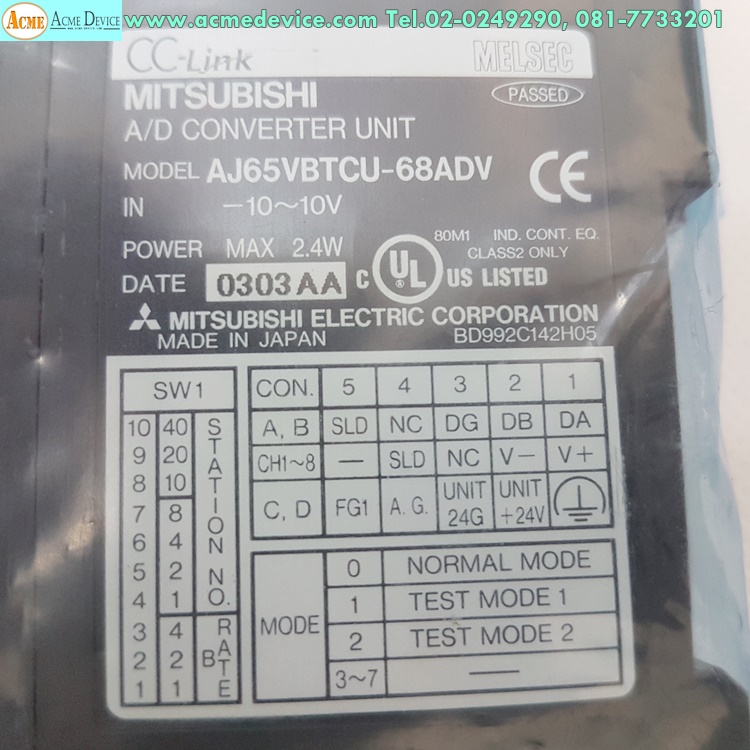 ACME ACME DEVICE www.acmedevice.com Tel.02-0249290, 081-7733201
CC-Link MELSEC
MITSUBISHI PASSED
A/D CONVERTER UNIT
MODEL AJ65VBTCU-68ADV CE
IN -10~10V
80M1 IND. CONT. EQ.
POWER MAX 2.4W CLASS2 ONLY
DATE 0303AA C UL ® US LISTED
MITSUBISHI ELECTRIC CORPORATION
MADE IN JAPAN BD992C142H05
SW1
10 40
9 20
8 10
7 8
6 4
5 2
4 1
STATION NO.
3 4
2 2
1 1
B RATE
CON. 5 4 3 2 1
A, B SLD NC DG DB DA
CH1~8 — SLD NC V- V+
C, D FG1 A. G. UNIT 24G UNIT +24V
MODE
0 NORMAL MODE
1 TEST MODE 1
2 TEST MODE 2
3~7 —